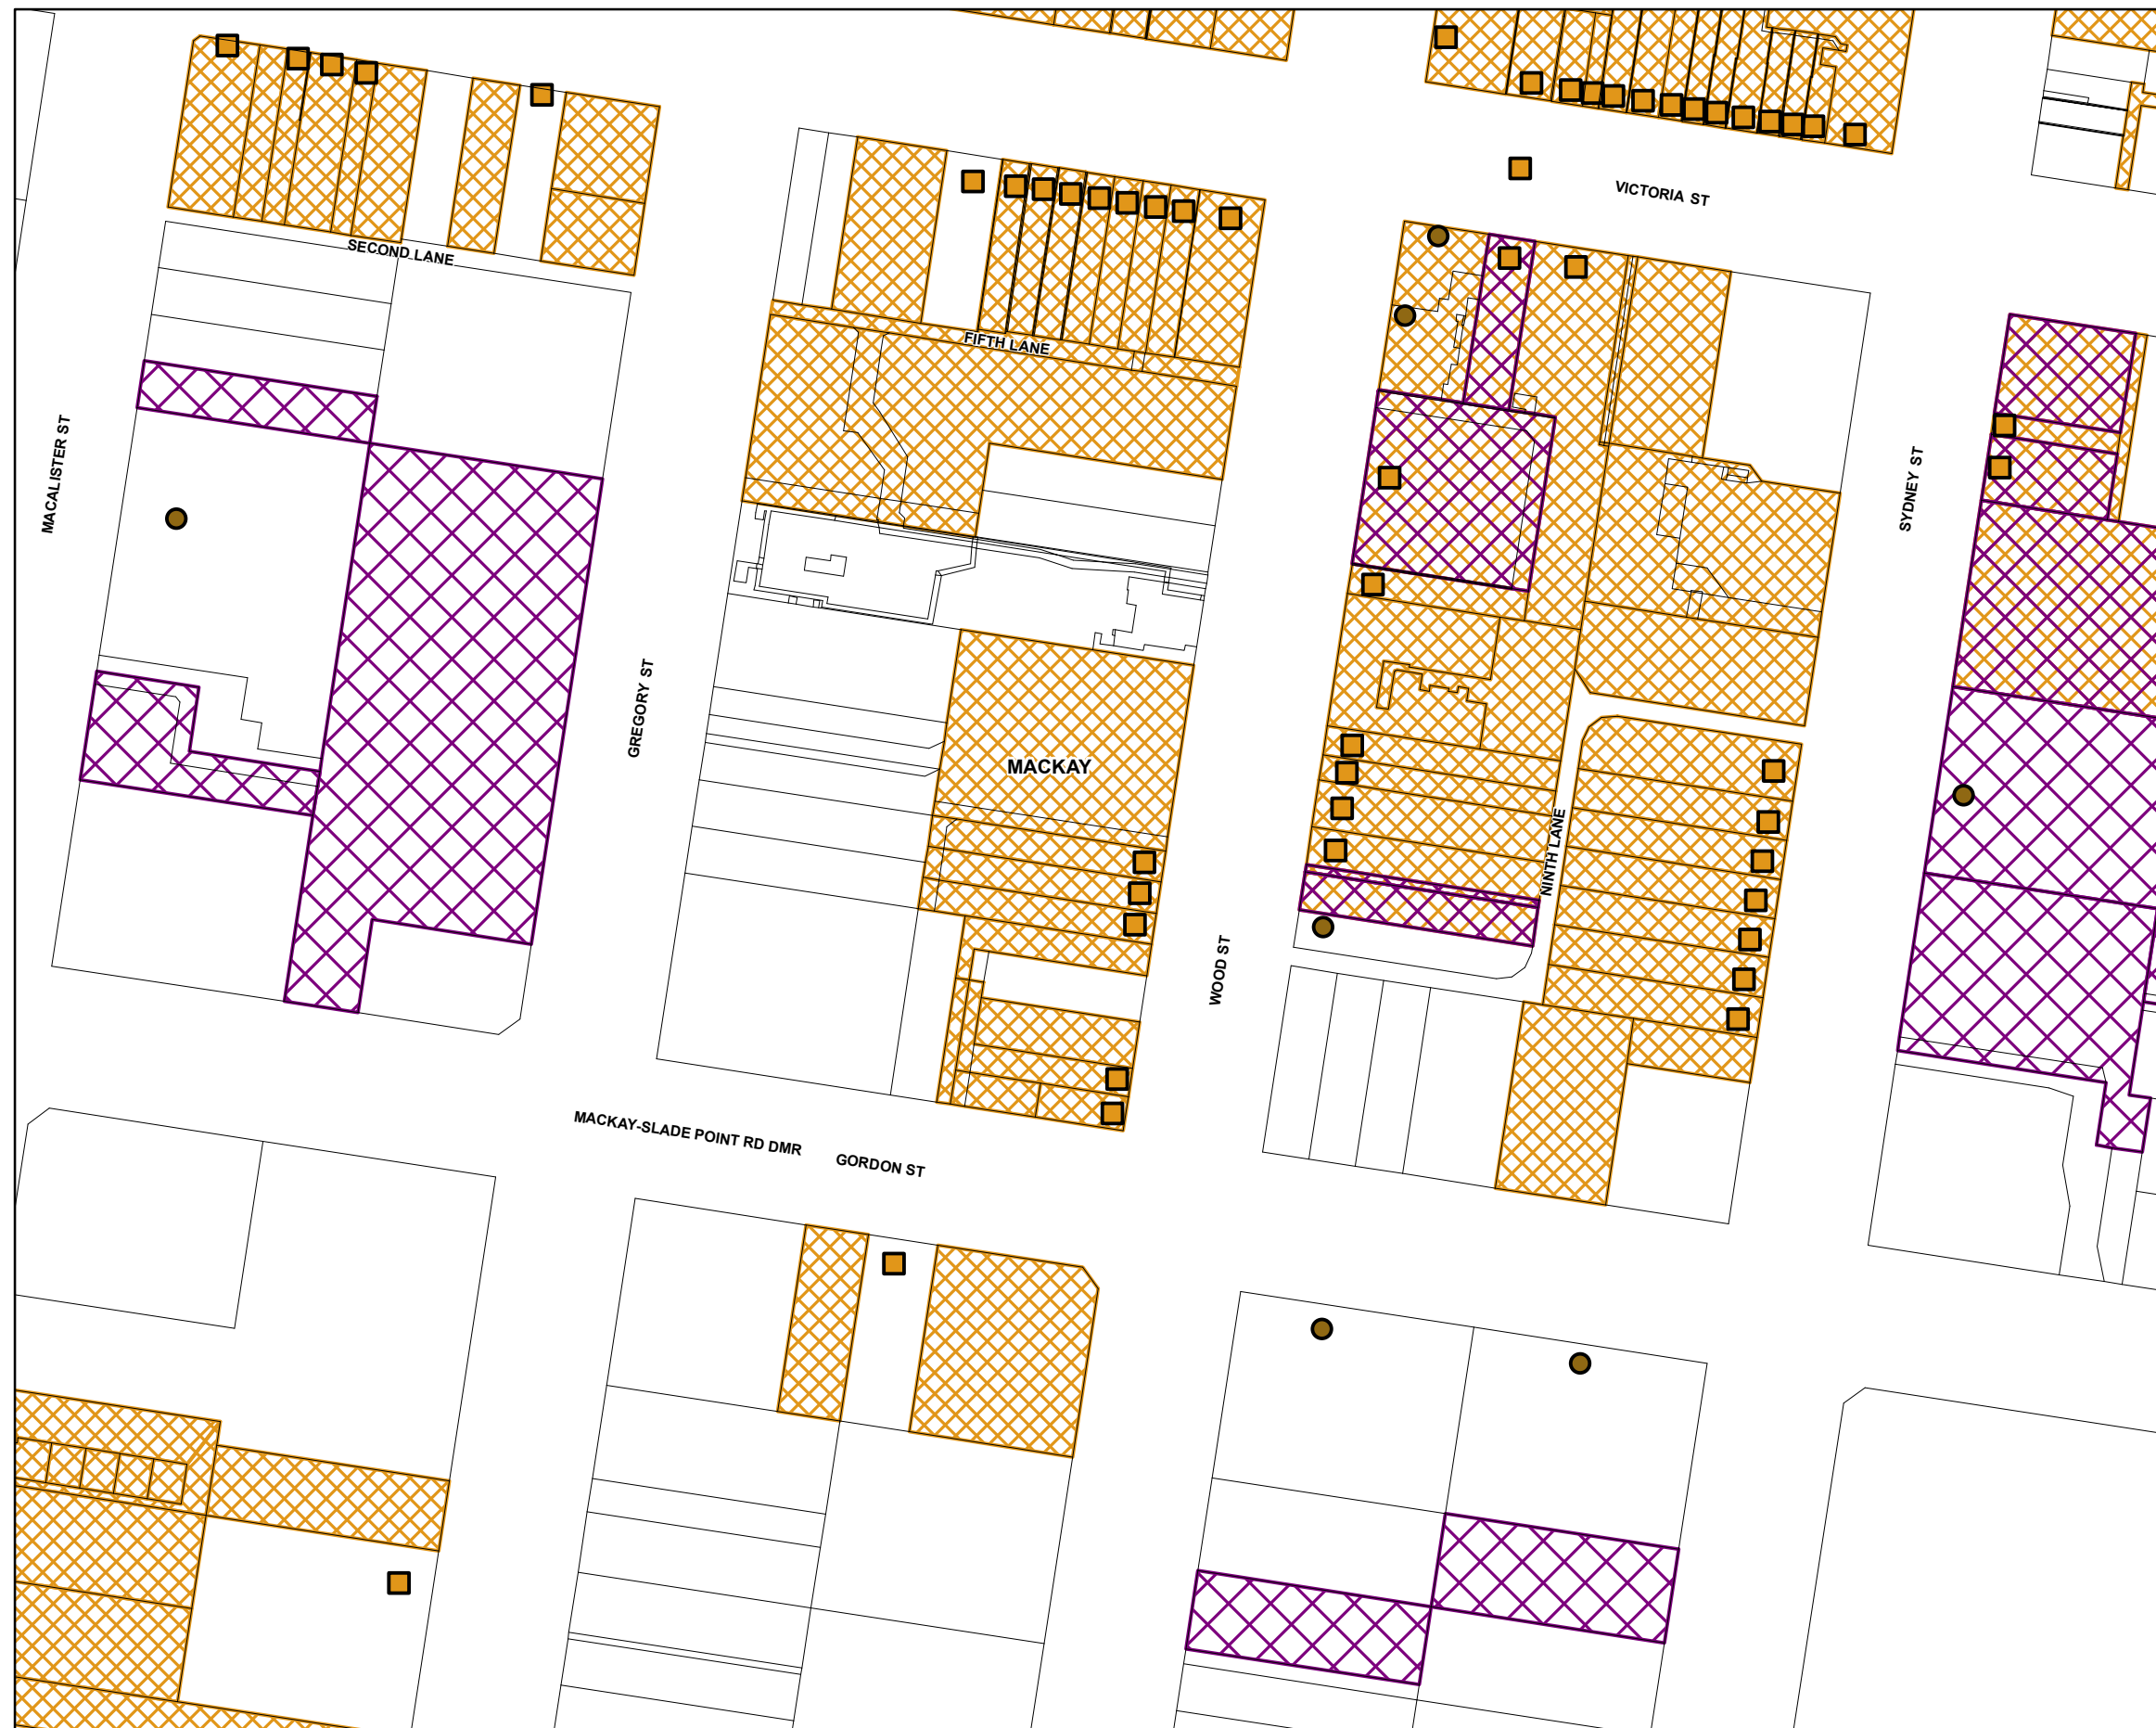 VICTORIA ST
SECOND LANE
FIFTH LANE
MACALISTER ST
SYDNEY ST
GREGORY ST
MACKAY
NINTH LANE
WOOD ST
MACKAY-SLADE POINT RD DMR
GORDON ST